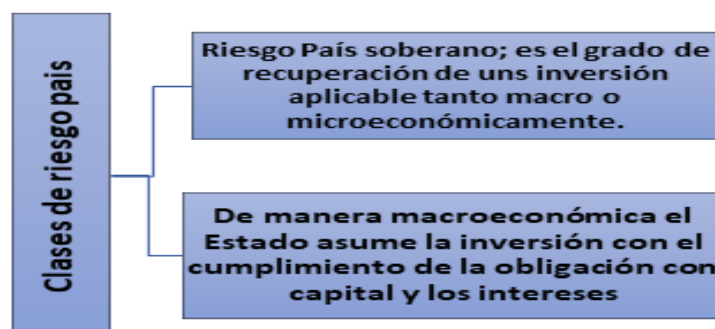 Clases de riesgo pais
Riesgo País soberano; es el grado de
recuperación de uns inversión
aplicable tanto macro o
microeconómicamente.
De manera macroeconómica el
Estado asume la inversión con el
cumplimiento de la obligación con
capital y los intereses